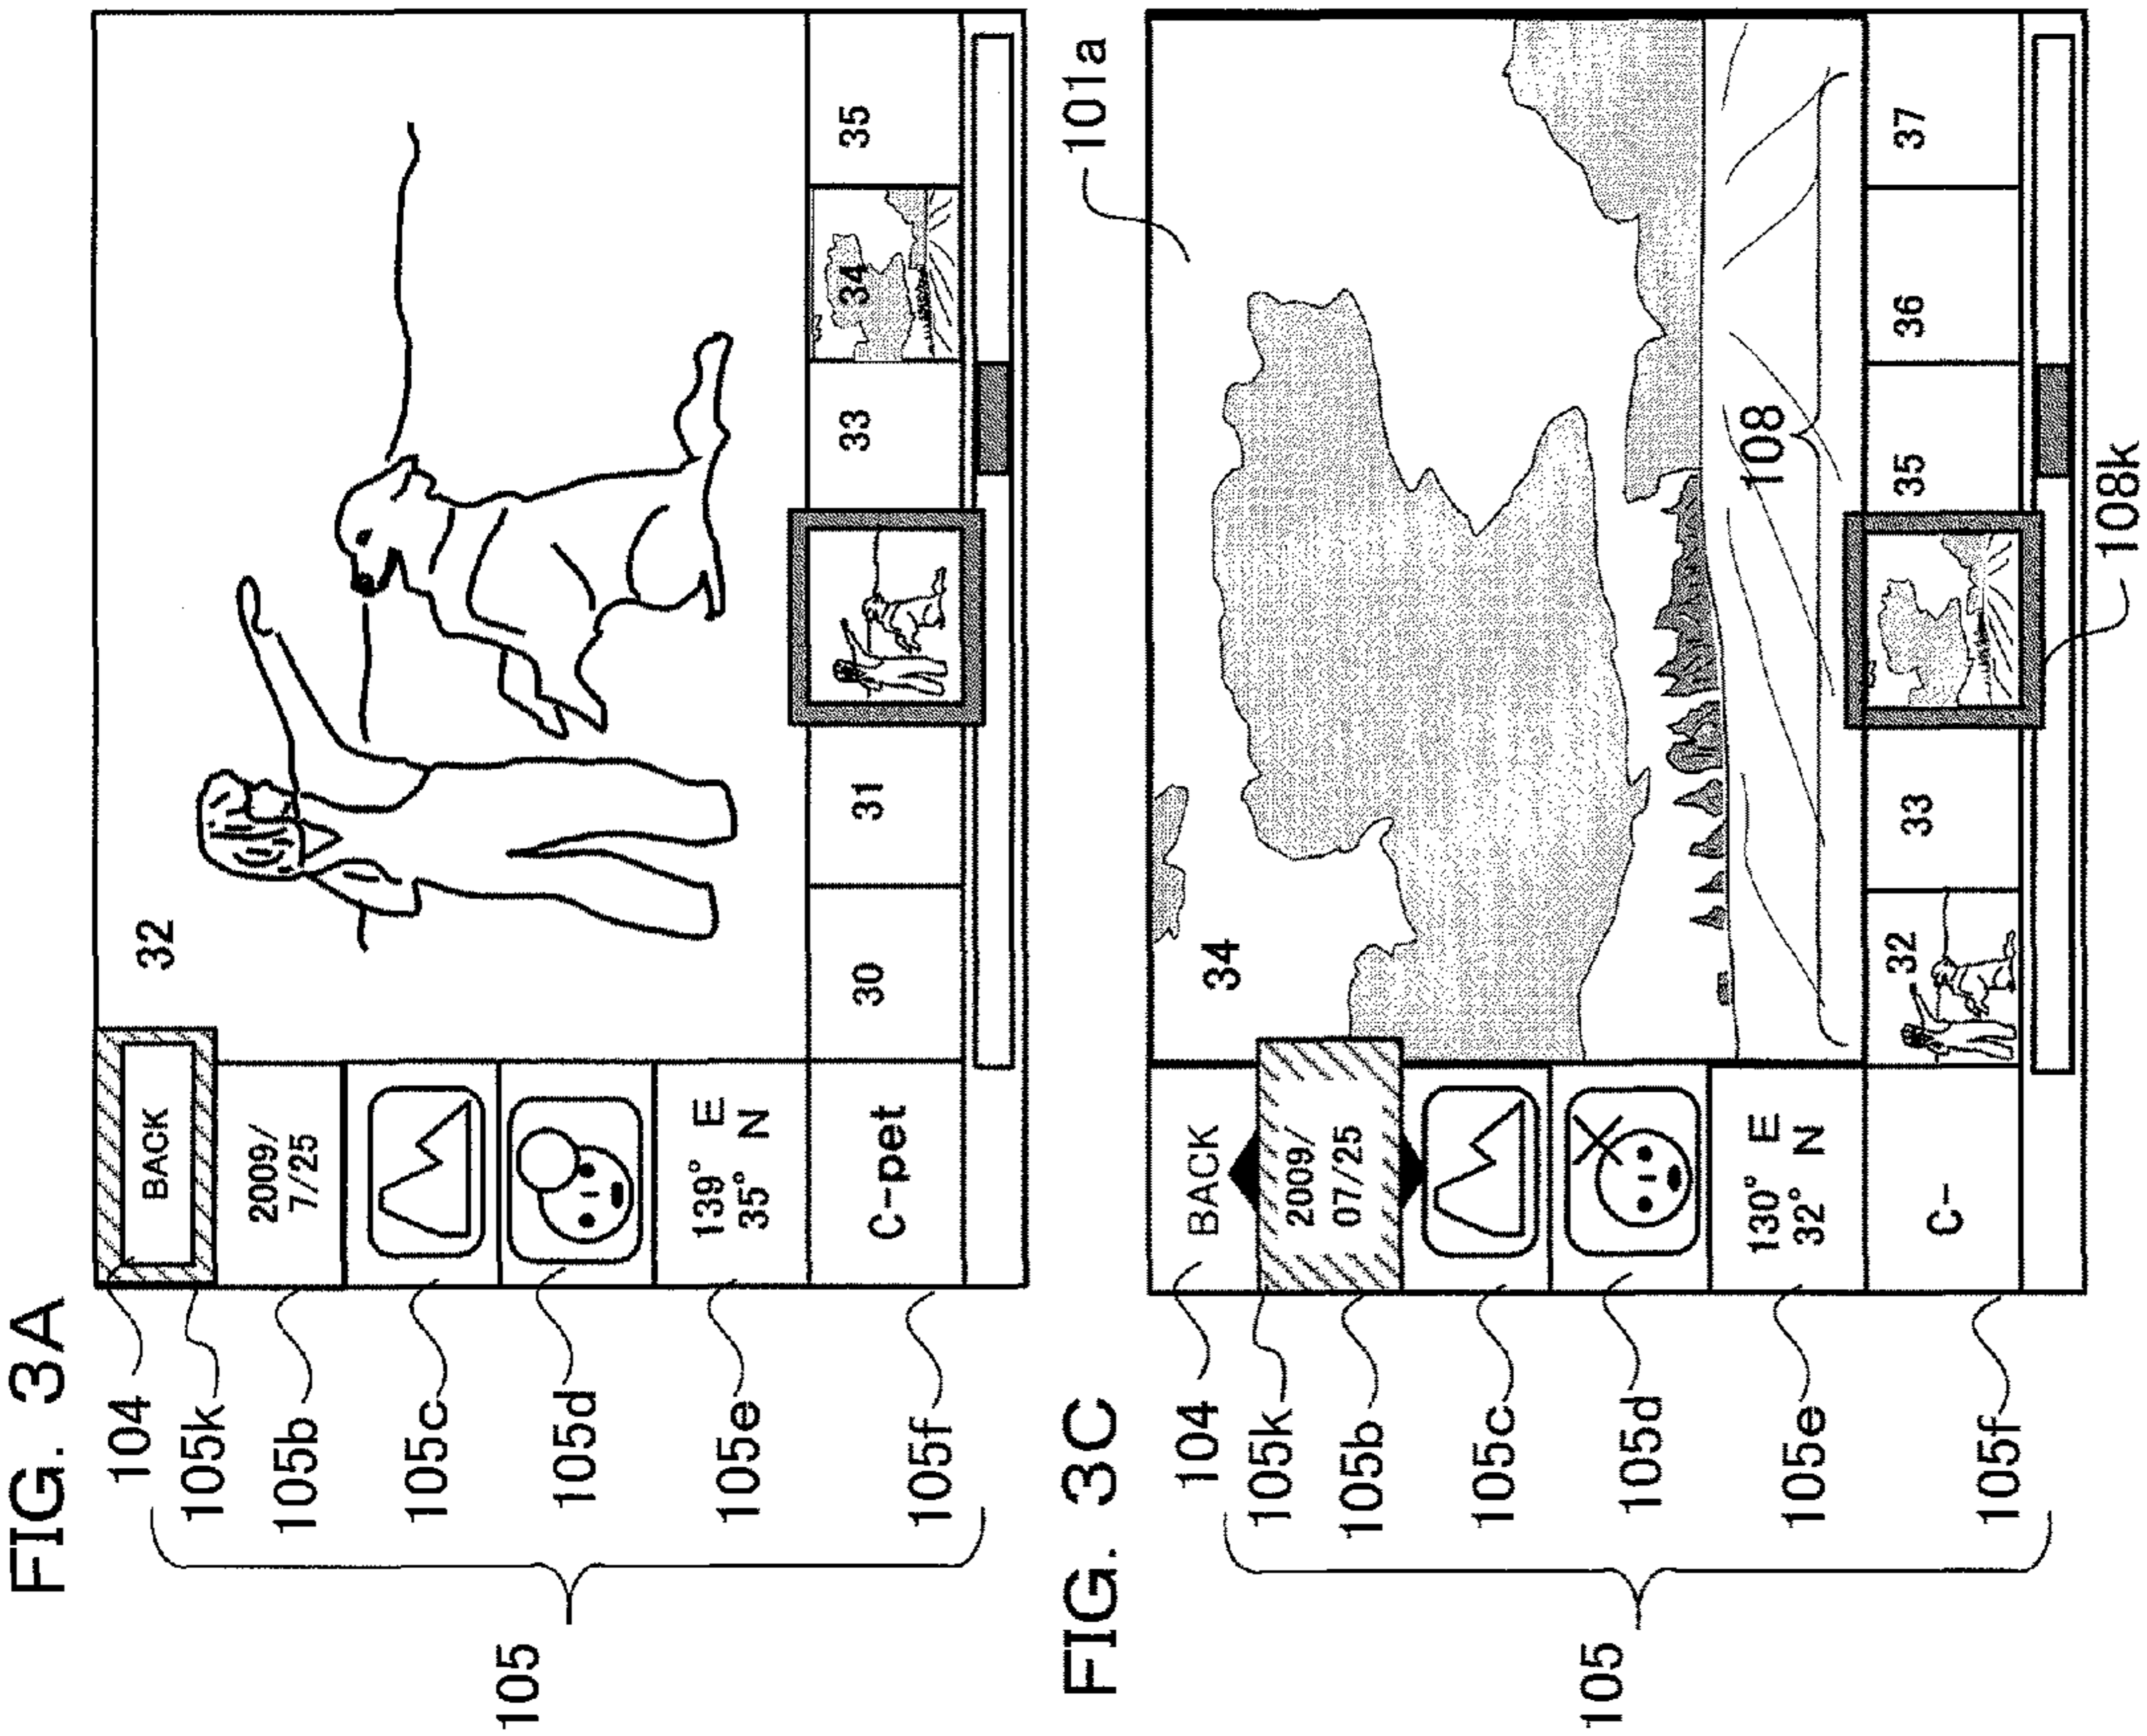 FIG. 3A
32
BACK
2009/
7/25
139° E
35° N
C-pet
30
31
33
34
35
104
105k
105b
105c
105d
105e
105f
105
FIG. 3C
101a
34
BACK
2009/
07/25
130° E
32° N
C-
108
32
33
35
36
37
108k
104
105k
105b
105c
105d
105e
105f
105